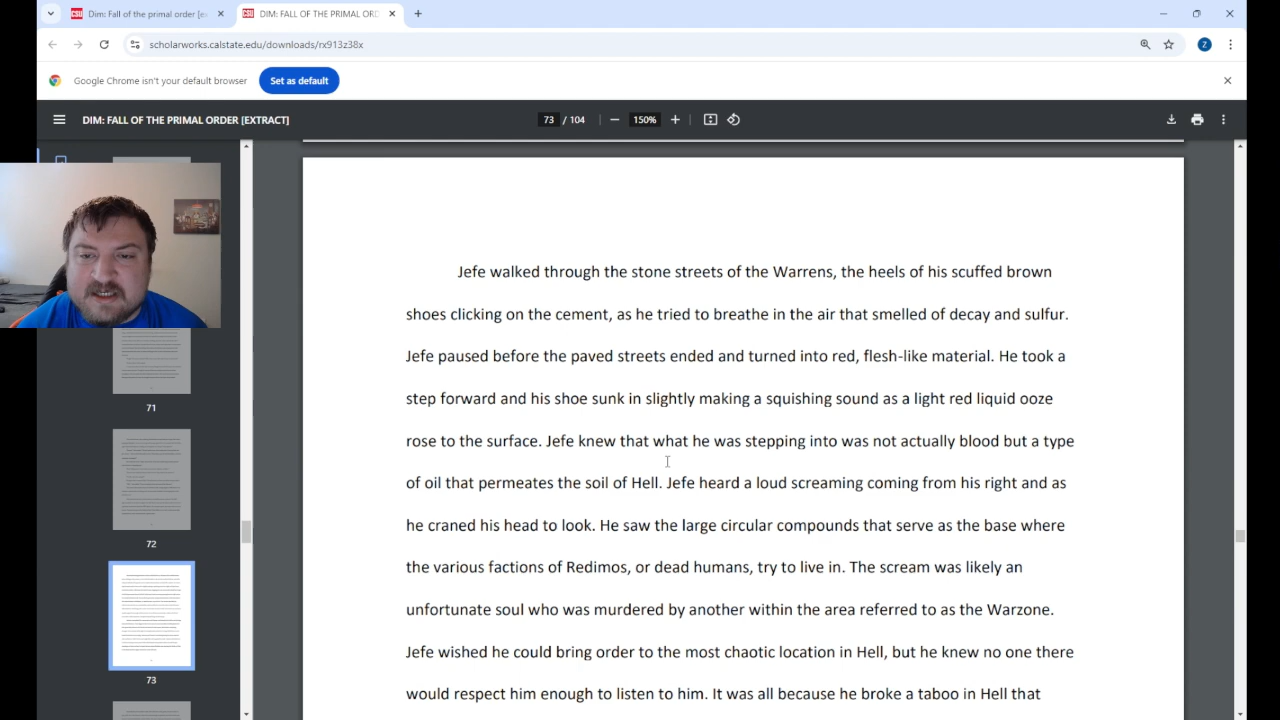 Dim: Fall of the primal order [ex
DIM: FALL OF THE PRIMAL ORD
scholarworks.calstate.edu/downloads/rx913z38x
Z
Google Chrome isn't your default browser
Set as default
DIM: FALL OF THE PRIMAL ORDER [EXTRACT]
73 / 104
150%
71
72
73
Jefe walked through the stone streets of the Warrens, the heels of his scuffed brown
shoes clicking on the cement, as he tried to breathe in the air that smelled of decay and sulfur.
Jefe paused before the paved streets ended and turned into red, flesh-like material. He took a
step forward and his shoe sunk in slightly making a squishing sound as a light red liquid ooze
rose to the surface. Jefe knew that what he was stepping into was not actually blood but a type
of oil that permeates the soil of Hell. Jefe heard a loud screaming coming from his right and as
he craned his head to look. He saw the large circular compounds that serve as the base where
the various factions of Redimos, or dead humans, try to live in. The scream was likely an
unfortunate soul who was murdered by another within the area referred to as the Warzone.
Jefe wished he could bring order to the most chaotic location in Hell, but he knew no one there
would respect him enough to listen to him. It was all because he broke a taboo in Hell that